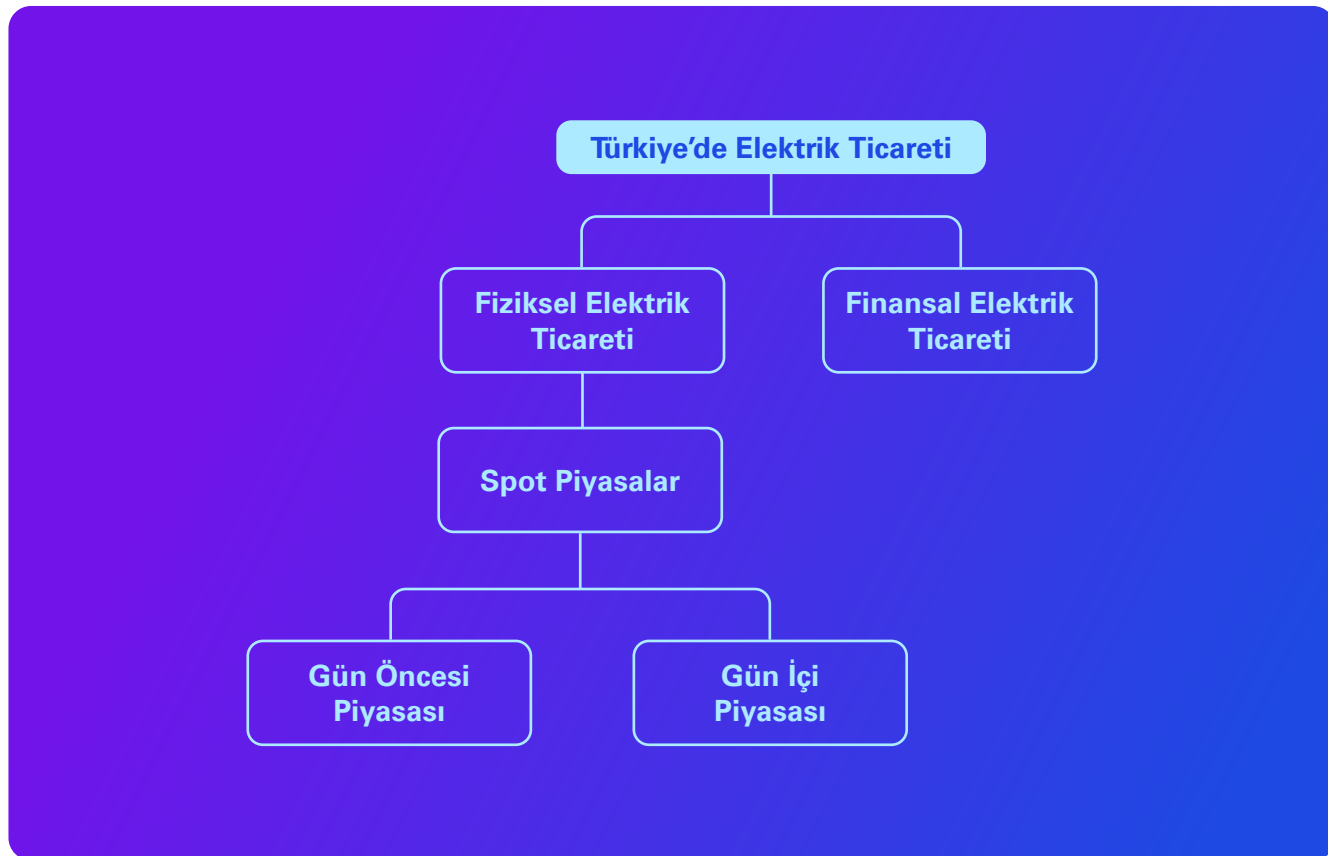 Türkiye’de Elektrik Ticareti
Fiziksel Elektrik
Ticareti
Finansal Elektrik
Ticareti
Spot Piyasalar
Gün Öncesi
Piyasası
Gün İçi
Piyasası